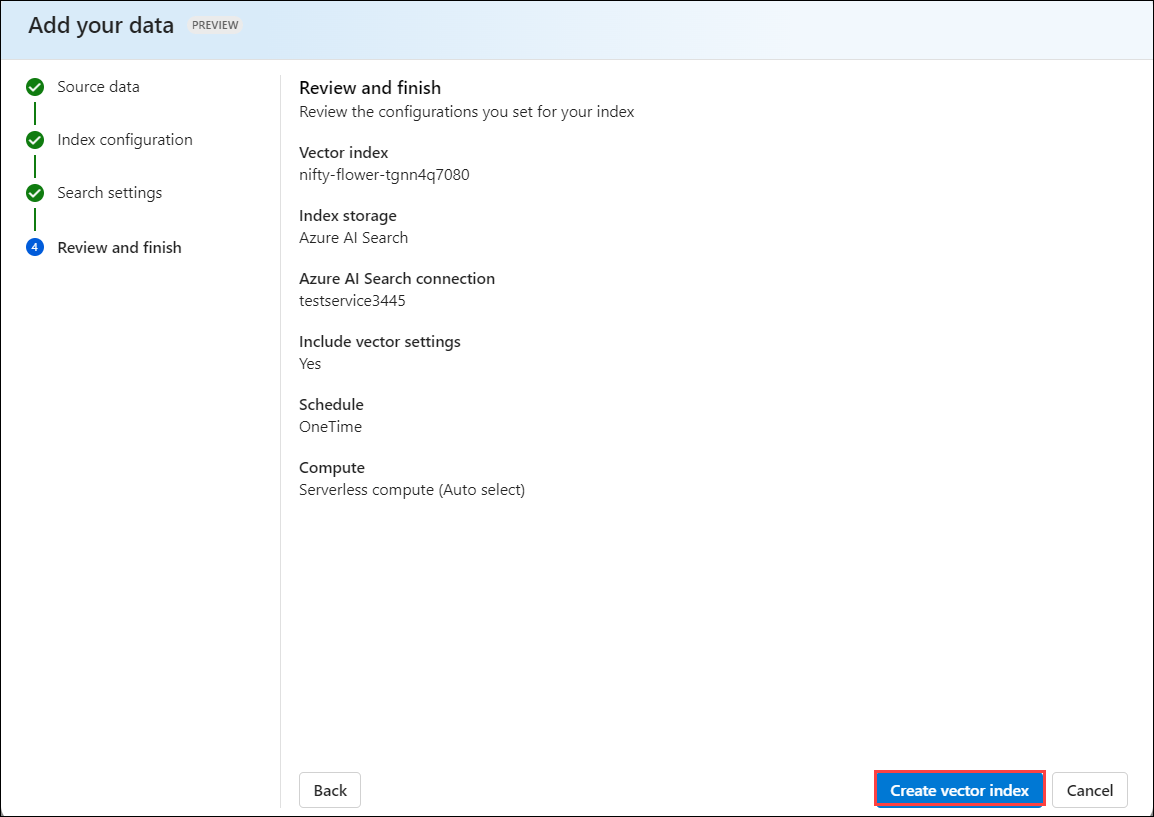 Add your data PREVIEW
Source data
Index configuration
Search settings
4 Review and finish
Review and finish
Review the configurations you set for your index
Vector index
nifty-flower-tgnn4q7080
Index storage
Azure AI Search
Azure AI Search connection
testservice3445
Include vector settings
Yes
Schedule
OneTime
Compute
Serverless compute (Auto select)
Back
Create vector index
Cancel